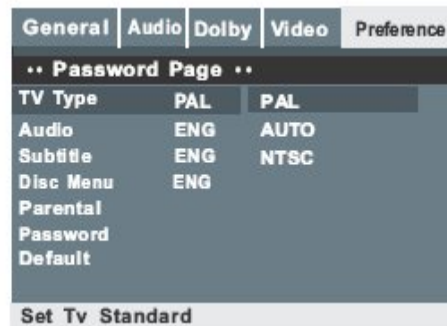 General Audio Dolby Video Preference
•• Password Page ••
TV Type PAL PAL
Audio ENG AUTO
Subtitle ENG NTSC
Disc Menu ENG
Parental
Password
Default
Set Tv Standard